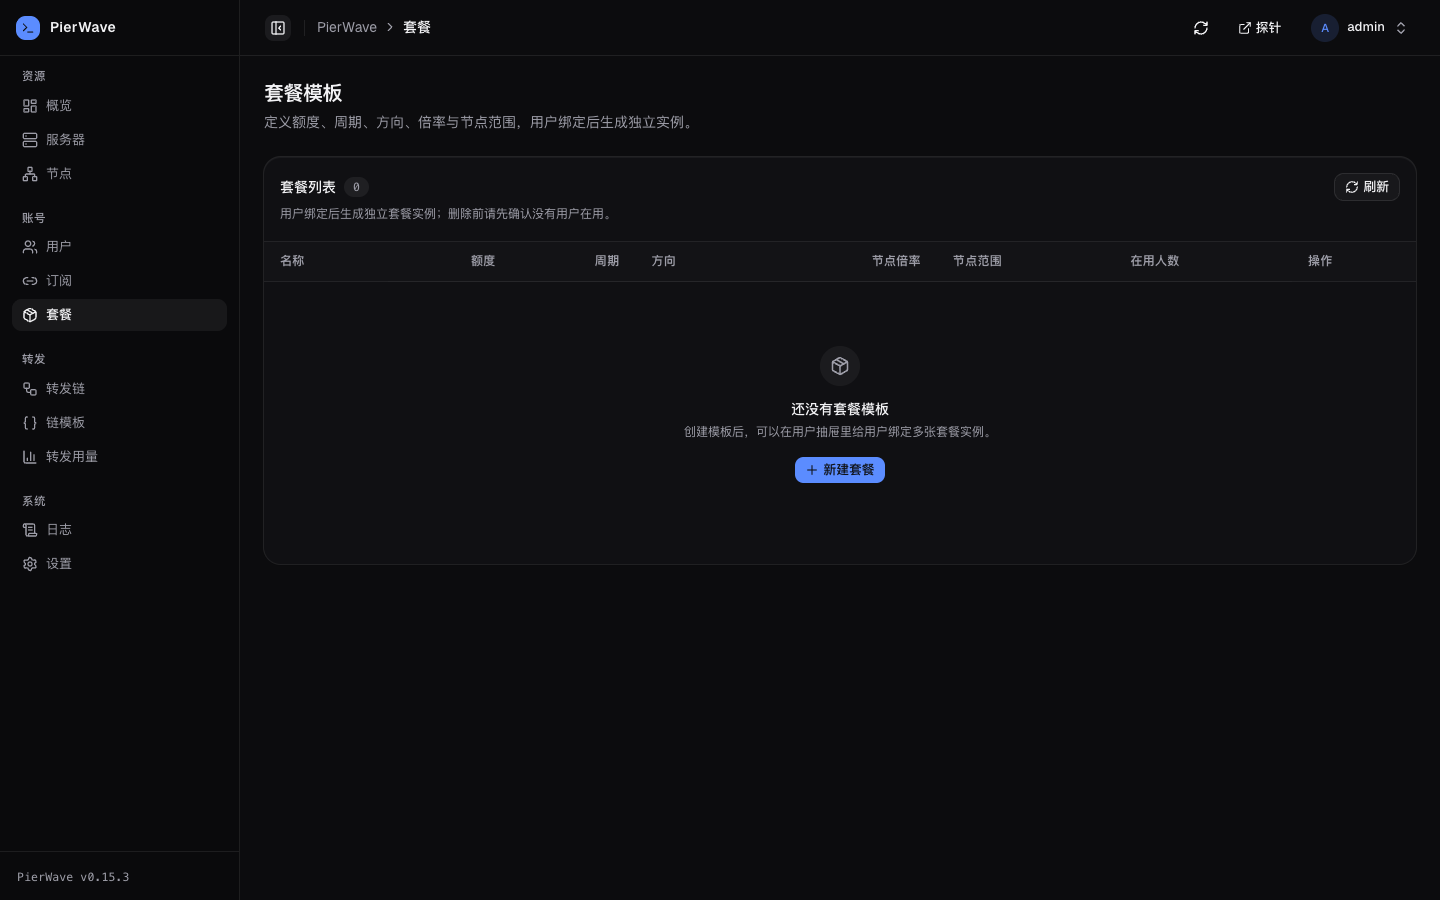 PierWave
PierWave > 套餐
探针
A
admin
资源
概览
服务器
节点
账号
用户
订阅
套餐
转发
转发链
链模板
转发用量
系统
日志
设置
PierWave v0.15.3
套餐模板
定义额度、周期、方向、倍率与节点范围，用户绑定后生成独立实例。
套餐列表 0
刷新
用户绑定后生成独立套餐实例；删除前请先确认没有用户在用。
名称 额度 周期 方向 节点倍率 节点范围 在用人数 操作
还没有套餐模板
创建模板后，可以在用户抽屉里给用户绑定多张套餐实例。
新建套餐